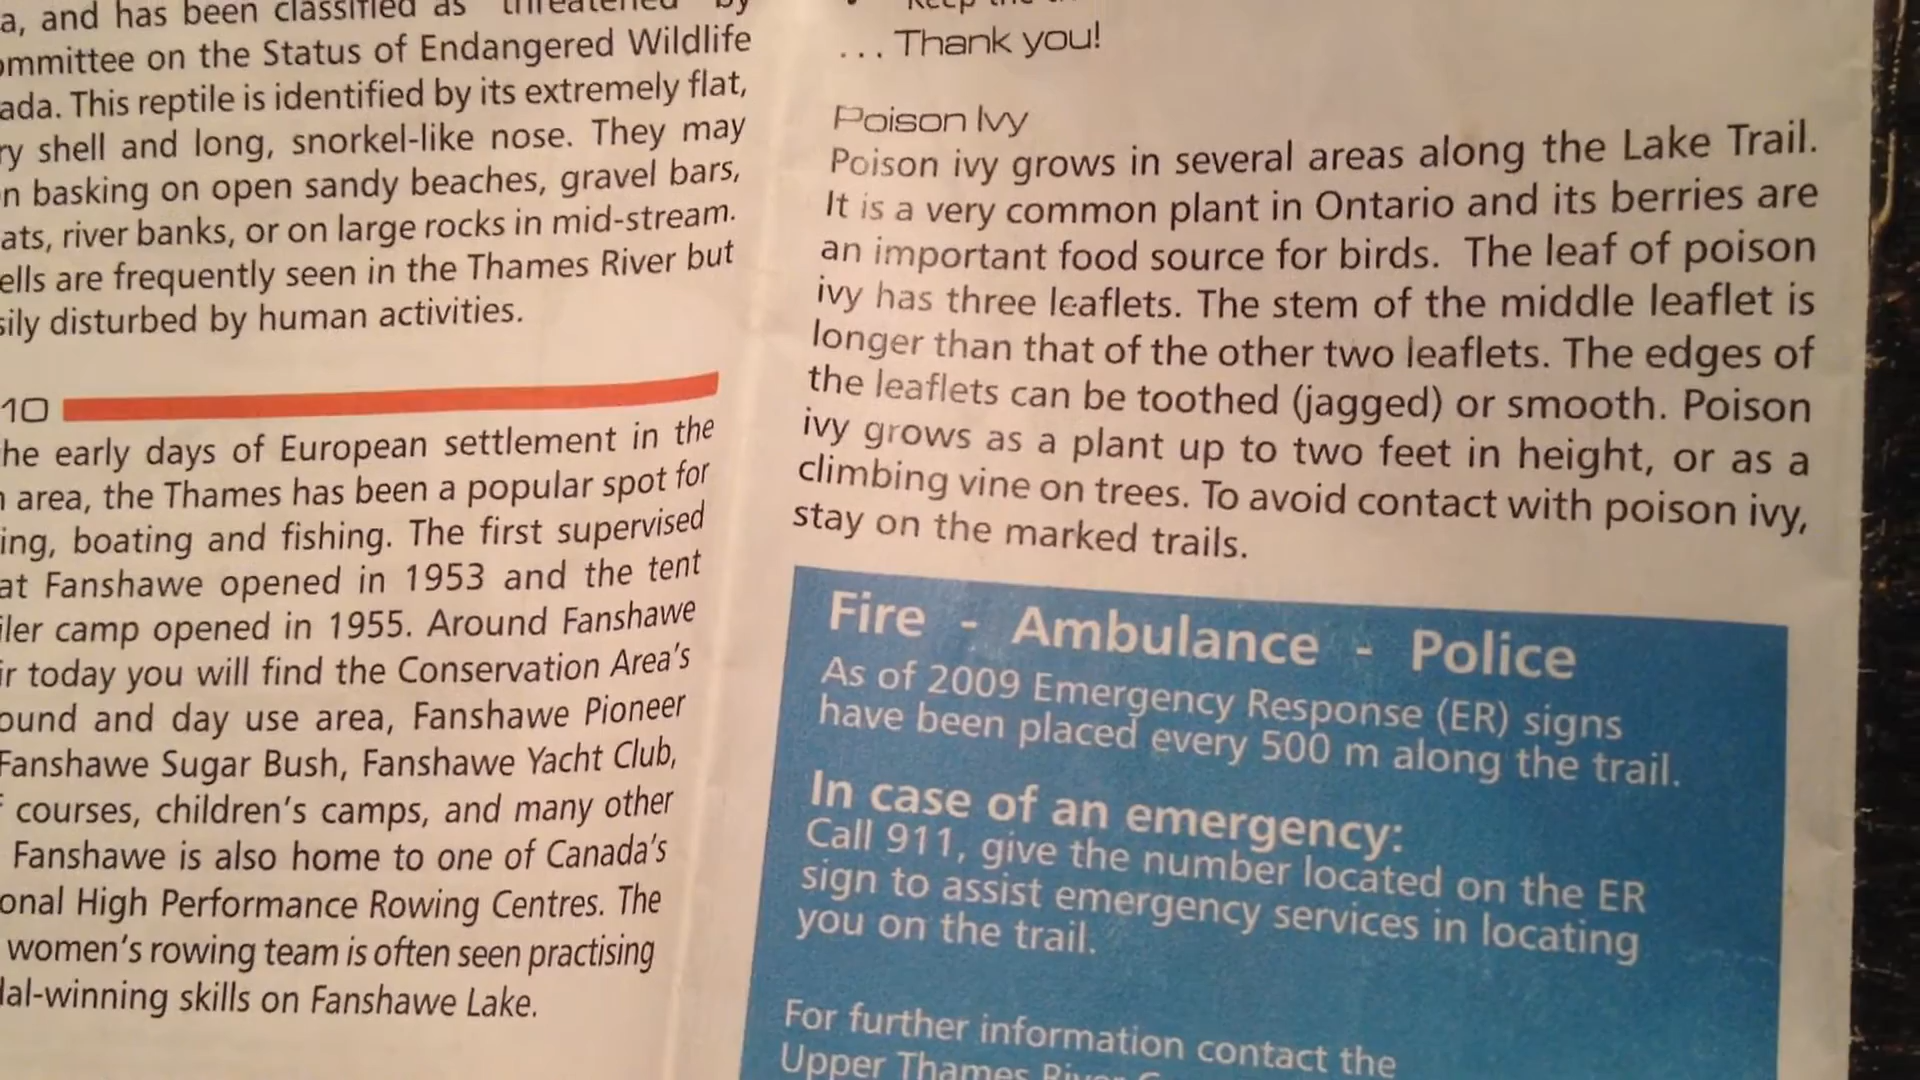 and has been classified as "threatened" by
Committee on the Status of Endangered Wildlife
This reptile is identified by its extremely flat,
shell and long, snorkel-like nose. They may
basking on open sandy beaches, gravel bars,
river banks, or on large rocks in mid-stream.
are frequently seen in the Thames River but
disturbed by human activities.
10
the early days of European settlement in the
area, the Thames has been a popular spot for
boating and fishing. The first supervised
at Fanshawe opened in 1953 and the tent
camp opened in 1955. Around Fanshawe
today you will find the Conservation Area's
and day use area, Fanshawe Pioneer
Fanshawe Sugar Bush, Fanshawe Yacht Club,
courses, children's camps, and many other
Fanshawe is also home to one of Canada's
High Performance Rowing Centres. The
women's rowing team is often seen practising
-winning skills on Fanshawe Lake.
• Keep the
... Thank you!
Poison Ivy
Poison ivy grows in several areas along the Lake Trail.
It is a very common plant in Ontario and its berries are
an important food source for birds. The leaf of poison
ivy has three leaflets. The stem of the middle leaflet is
longer than that of the other two leaflets. The edges of
the leaflets can be toothed (jagged) or smooth. Poison
ivy grows as a plant up to two feet in height, or as a
climbing vine on trees. To avoid contact with poison ivy,
stay on the marked trails.
Fire - Ambulance - Police
As of 2009 Emergency Response (ER) signs
have been placed every 500 m along the trail.
In case of an emergency:
Call 911, give the number located on the ER
sign to assist emergency services in locating
you on the trail.
For further information contact the
Upper Thames River